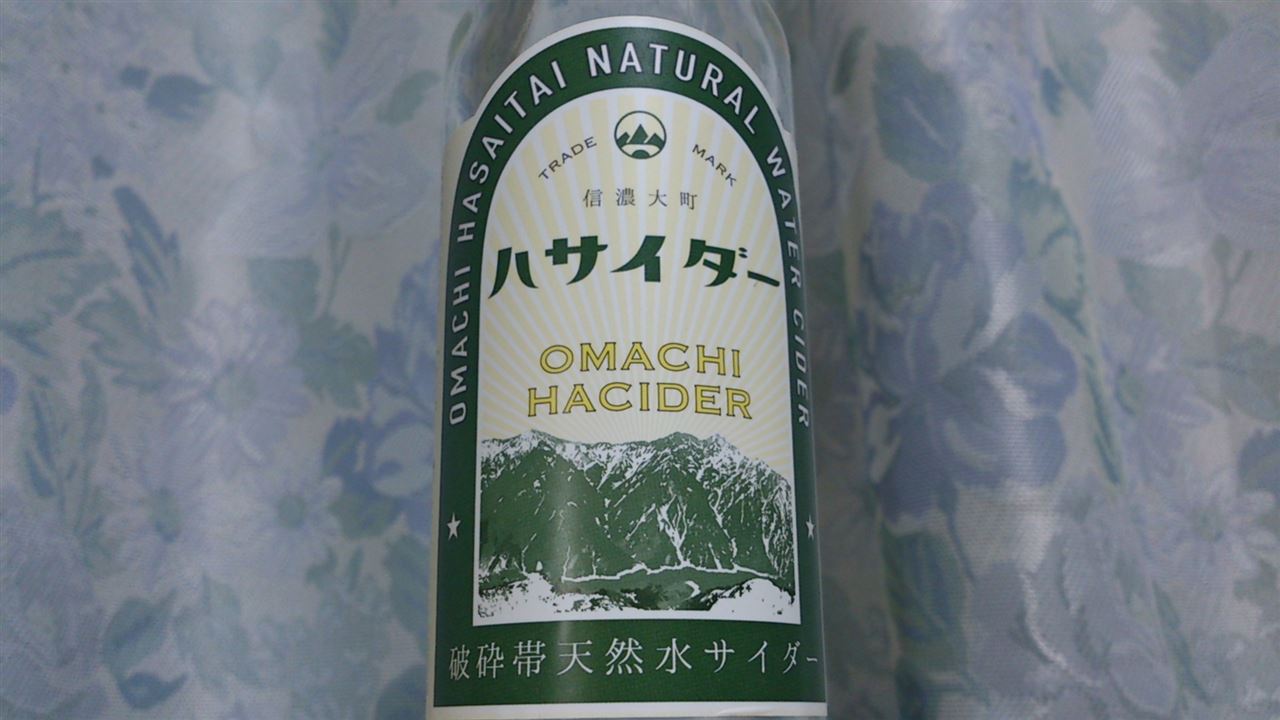 OMACHI HASAITAI NATURAL WATER CIDER
TRADE MARK
信濃大町
ハサイダー
OMACHI
HACIDER
破砕帯天然水サイダー